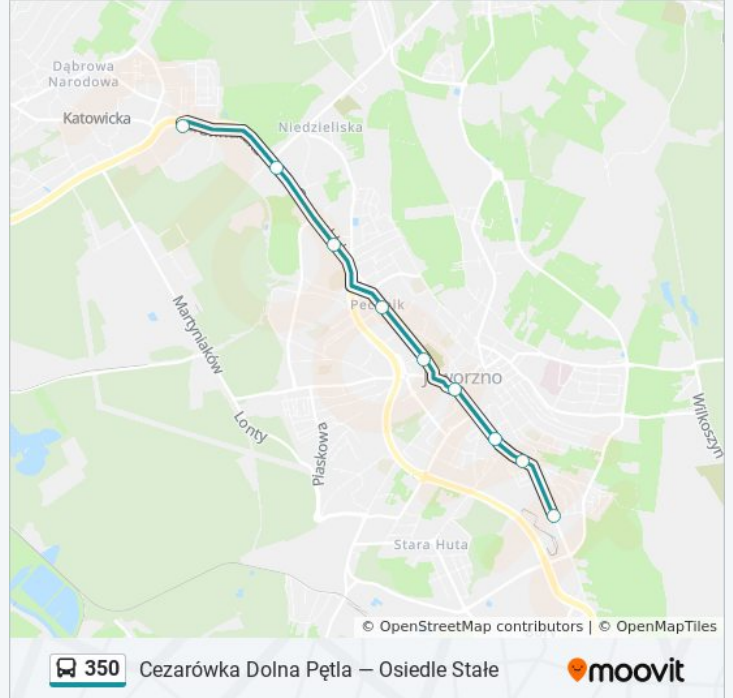 Dąbrowa
Narodowa
Katowicka
Niedzieliska
Martyniaków
Jaworzno
Wilkoszyn
Lonty
Piaskowa
Stara Huta
© OpenStreetMap contributors | © OpenMapTiles
350 Cezarówka Dolna Pętla — Osiedle Stałe
moovit